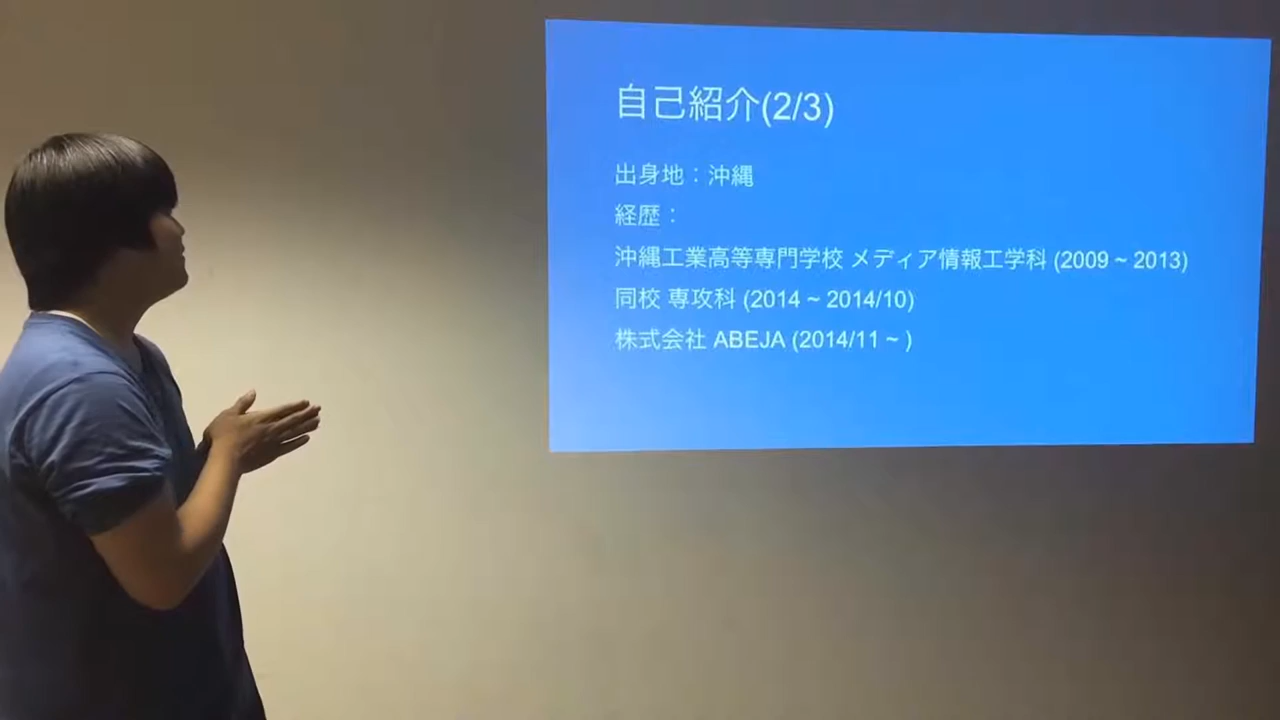 自己紹介(2/3)
出身地：沖縄
経歴：
沖縄工業高等専門学校 メディア情報工学科 (2009 ~ 2013)
同校 専攻科 (2014 ~ 2014/10)
株式会社 ABEJA (2014/11 ~ )